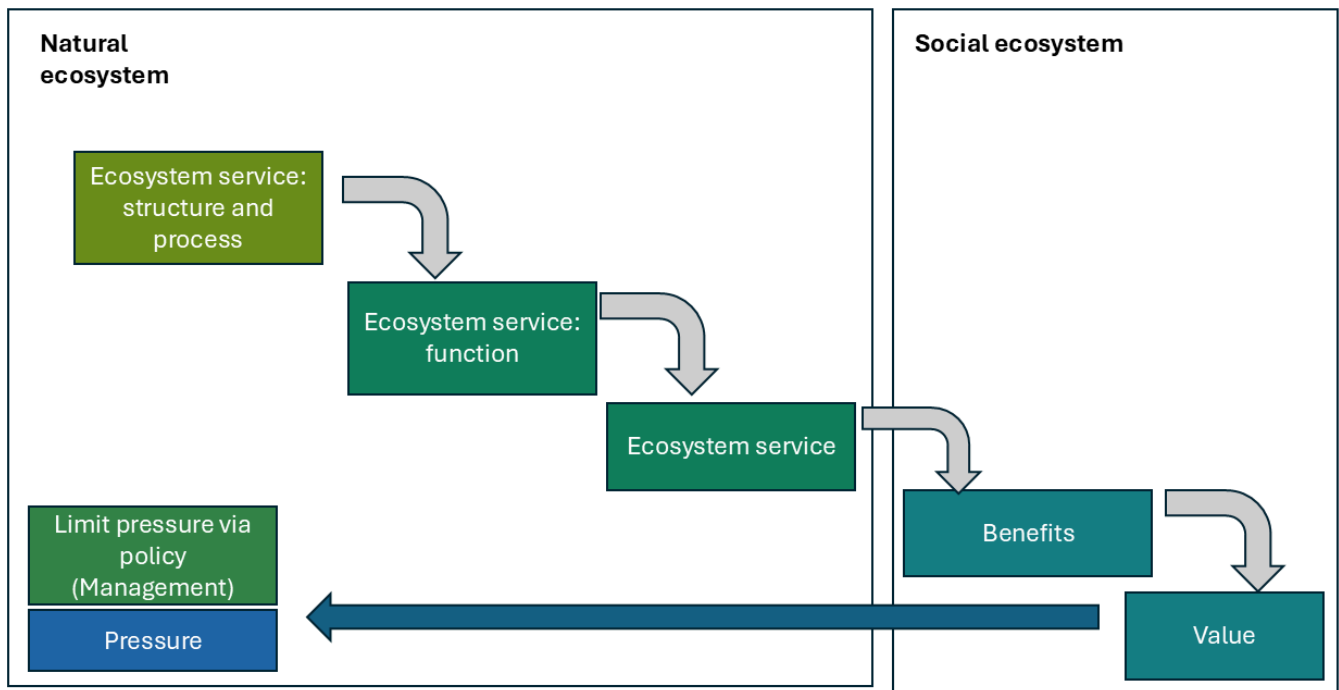 Natural
ecosystem
Social ecosystem
Ecosystem service:
structure and
process
Ecosystem service:
function
Ecosystem service
Benefits
Value
Limit pressure via
policy
(Management)
Pressure